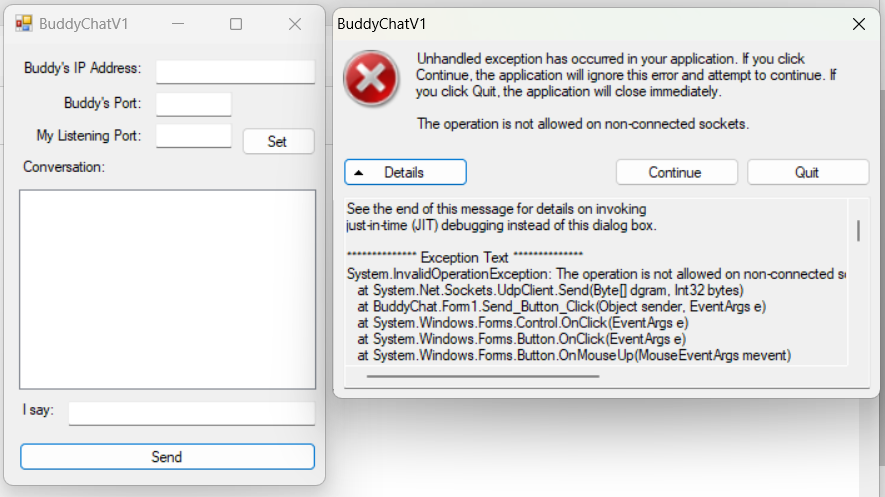 BuddyChatV1
Buddy's IP Address:
Buddy's Port:
My Listening Port:
Set
Conversation:
I say:
Send
BuddyChatV1
Unhandled exception has occurred in your application. If you click
Continue, the application will ignore this error and attempt to continue. If
you click Quit, the application will close immediately.
The operation is not allowed on non-connected sockets.
Details
Continue
Quit
See the end of this message for details on invoking
just-in-time (JIT) debugging instead of this dialog box.
************** Exception Text **************
System.InvalidOperationException: The operation is not allowed on non-connected
at System.Net.Sockets.UdpClient.Send(Byte[] dgram, Int32 bytes)
at BuddyChat.Form1.Send_Button_Click(Object sender, EventArgs e)
at System.Windows.Forms.Control.OnClick(EventArgs e)
at System.Windows.Forms.Button.OnClick(EventArgs e)
at System.Windows.Forms.Button.OnMouseUp(MouseEventArgs mevent)